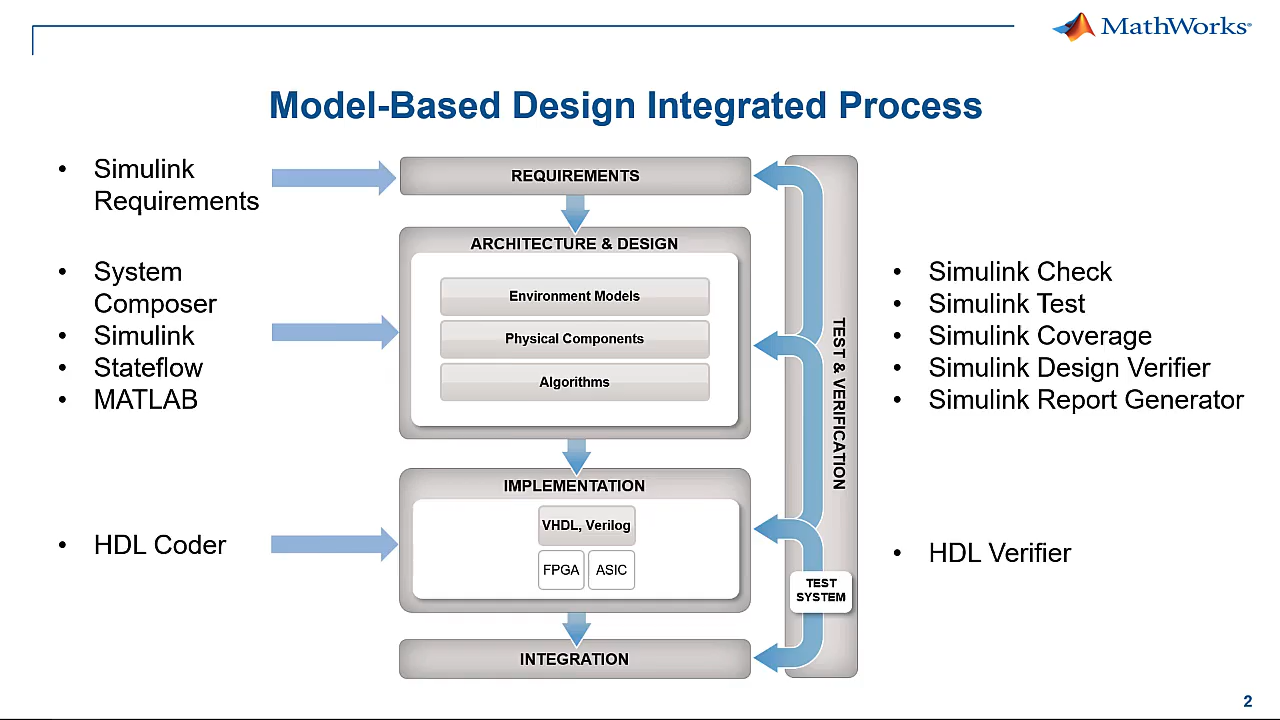 MathWorks®
Model-Based Design Integrated Process
• Simulink
Requirements
• System
Composer
• Simulink
• Stateflow
• MATLAB
• HDL Coder
REQUIREMENTS
ARCHITECTURE & DESIGN
Environment Models
Physical Components
Algorithms
IMPLEMENTATION
VHDL, Verilog
FPGA
ASIC
INTEGRATION
TEST & VERIFICATION
TEST
SYSTEM
• Simulink Check
• Simulink Test
• Simulink Coverage
• Simulink Design Verifier
• Simulink Report Generator
• HDL Verifier
2